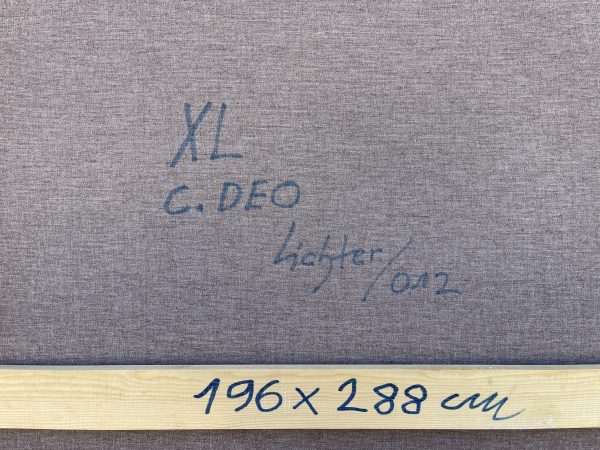 XL
C. DEO
Lichter/012
196 x 288 cm